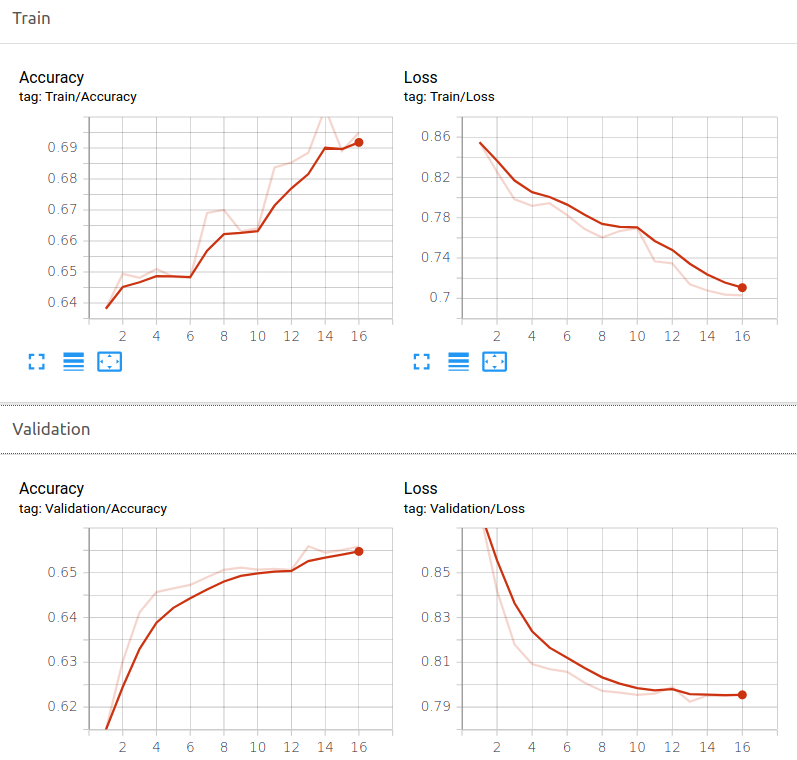 Train
Accuracy
tag: Train/Accuracy
0.69
0.68
0.67
0.66
0.65
0.64
2 4 6 8 10 12 14 16
Loss
tag: Train/Loss
0.86
0.82
0.78
0.74
0.7
2 4 6 8 10 12 14 16
Validation
Accuracy
tag: Validation/Accuracy
0.65
0.64
0.63
0.62
2 4 6 8 10 12 14 16
Loss
tag: Validation/Loss
0.85
0.83
0.81
0.79
2 4 6 8 10 12 14 16